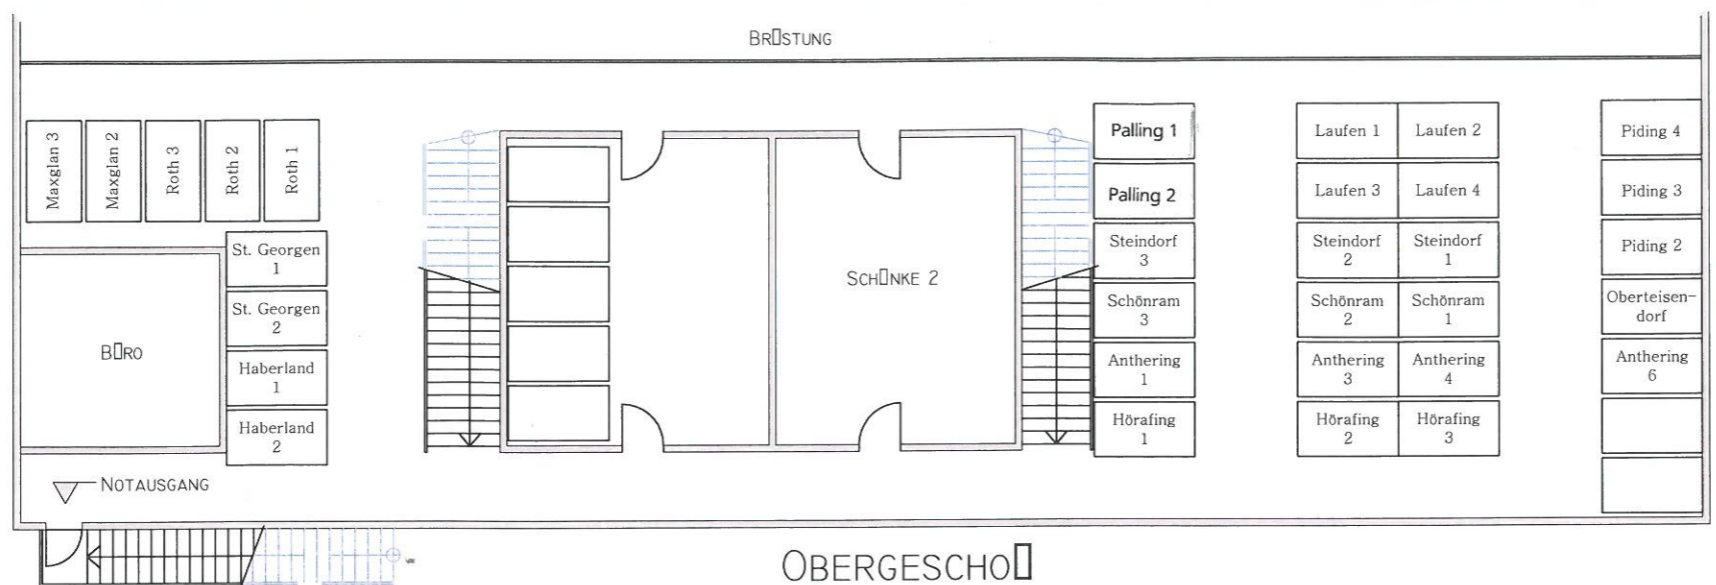 BR▯STUNG
Maxglan 3
Maxglan 2
Roth 3
Roth 2
Roth 1
St. Georgen
1
St. Georgen
2
Haberland
1
Haberland
2
B▯RO
NOTAUSGANG
SCH▯NKE 2
Palling 1
Palling 2
Steindorf
3
Schönram
3
Anthering
1
Hörafing
1
Laufen 1
Laufen 2
Laufen 3
Laufen 4
Steindorf
2
Steindorf
1
Schönram
2
Schönram
1
Anthering
3
Anthering
4
Hörafing
2
Hörafing
3
Piding 4
Piding 3
Piding 2
Oberteisen-
dorf
Anthering
6
OBERGESCHO▯